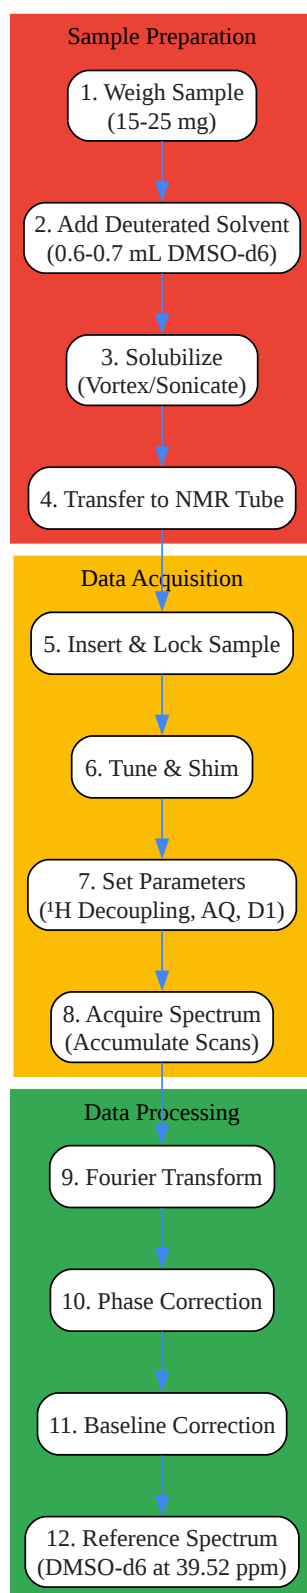 Sample Preparation
1. Weigh Sample
(15-25 mg)
2. Add Deuterated Solvent
(0.6-0.7 mL DMSO-d6)
3. Solubilize
(Vortex/Sonicate)
4. Transfer to NMR Tube
Data Acquisition
5. Insert & Lock Sample
6. Tune & Shim
7. Set Parameters
(¹H Decoupling, AQ, D1)
8. Acquire Spectrum
(Accumulate Scans)
Data Processing
9. Fourier Transform
10. Phase Correction
11. Baseline Correction
12. Reference Spectrum
(DMSO-d6 at 39.52 ppm)